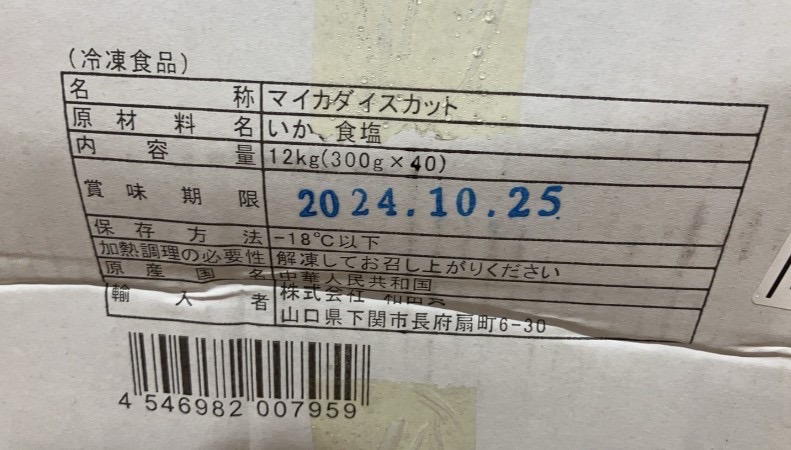 (冷凍食品)
名称 マイカダイスカット
原材料名 いか、食塩
内容量 12kg(300g×40)
賞味期限 2024.10.25
保存方法 -18℃以下
加熱調理の必要性 解凍してお召し上がりください
原産国名 中華人民共和国
輸入者 株式会社
山口県下関市長府扇町6-30
4 546982 007959